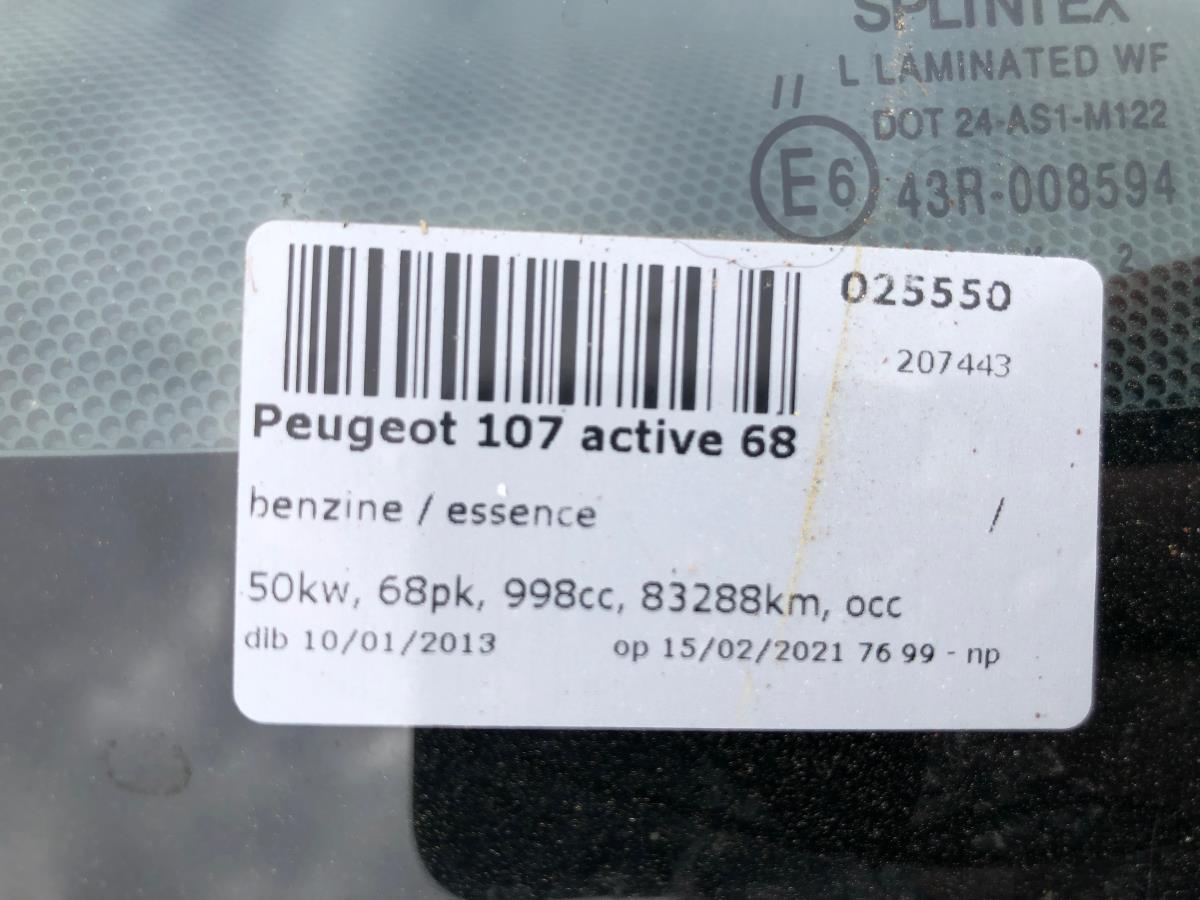 SPLINTEX
L LAMINATED WF
//
DOT 24-AS1-M122
E6 43R-008594
2
025550
207443
Peugeot 107 active 68
benzine / essence /
50kw, 68pk, 998cc, 83288km, occ
dib 10/01/2013 op 15/02/2021 76 99 - np